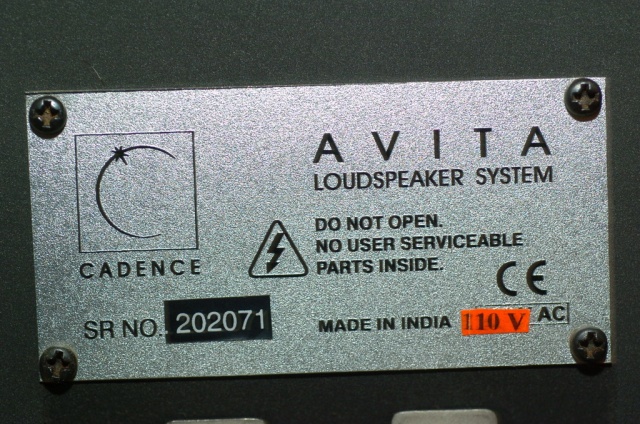 AVITA
LOUDSPEAKER SYSTEM
DO NOT OPEN.
NO USER SERVICEABLE
PARTS INSIDE.
CADENCE
CE
SR NO.. 202071
MADE IN INDIA 110 V AC